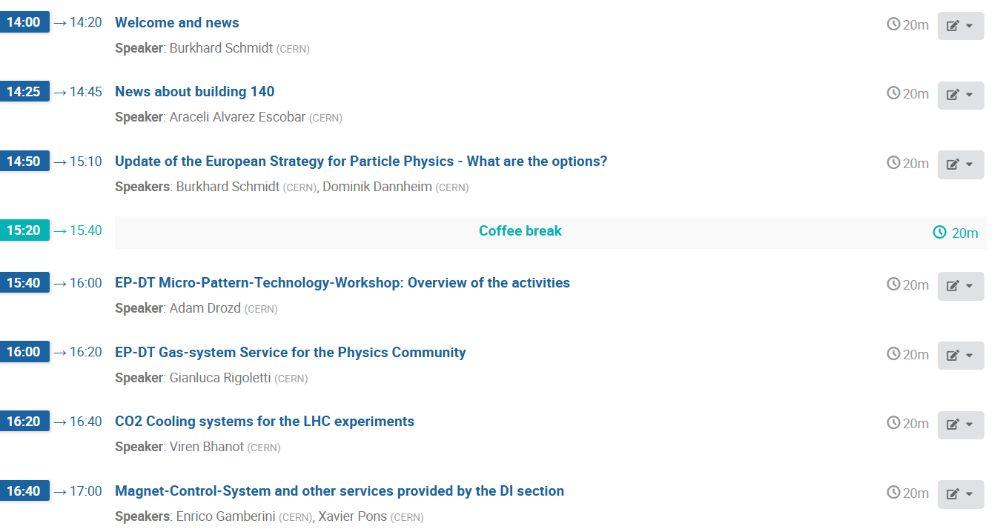 14:00 → 14:20 Welcome and news 20m
Speaker: Burkhard Schmidt (CERN)
14:25 → 14:45 News about building 140 20m
Speaker: Araceli Alvarez Escobar (CERN)
14:50 → 15:10 Update of the European Strategy for Particle Physics - What are the options? 20m
Speakers: Burkhard Schmidt (CERN), Dominik Dannheim (CERN)
15:20 → 15:40 Coffee break 20m
15:40 → 16:00 EP-DT Micro-Pattern-Technology-Workshop: Overview of the activities 20m
Speaker: Adam Drozd (CERN)
16:00 → 16:20 EP-DT Gas-system Service for the Physics Community 20m
Speaker: Gianluca Rigoletti (CERN)
16:20 → 16:40 CO2 Cooling systems for the LHC experiments 20m
Speaker: Viren Bhanot (CERN)
16:40 → 17:00 Magnet-Control-System and other services provided by the DI section 20m
Speakers: Enrico Gamberini (CERN), Xavier Pons (CERN)